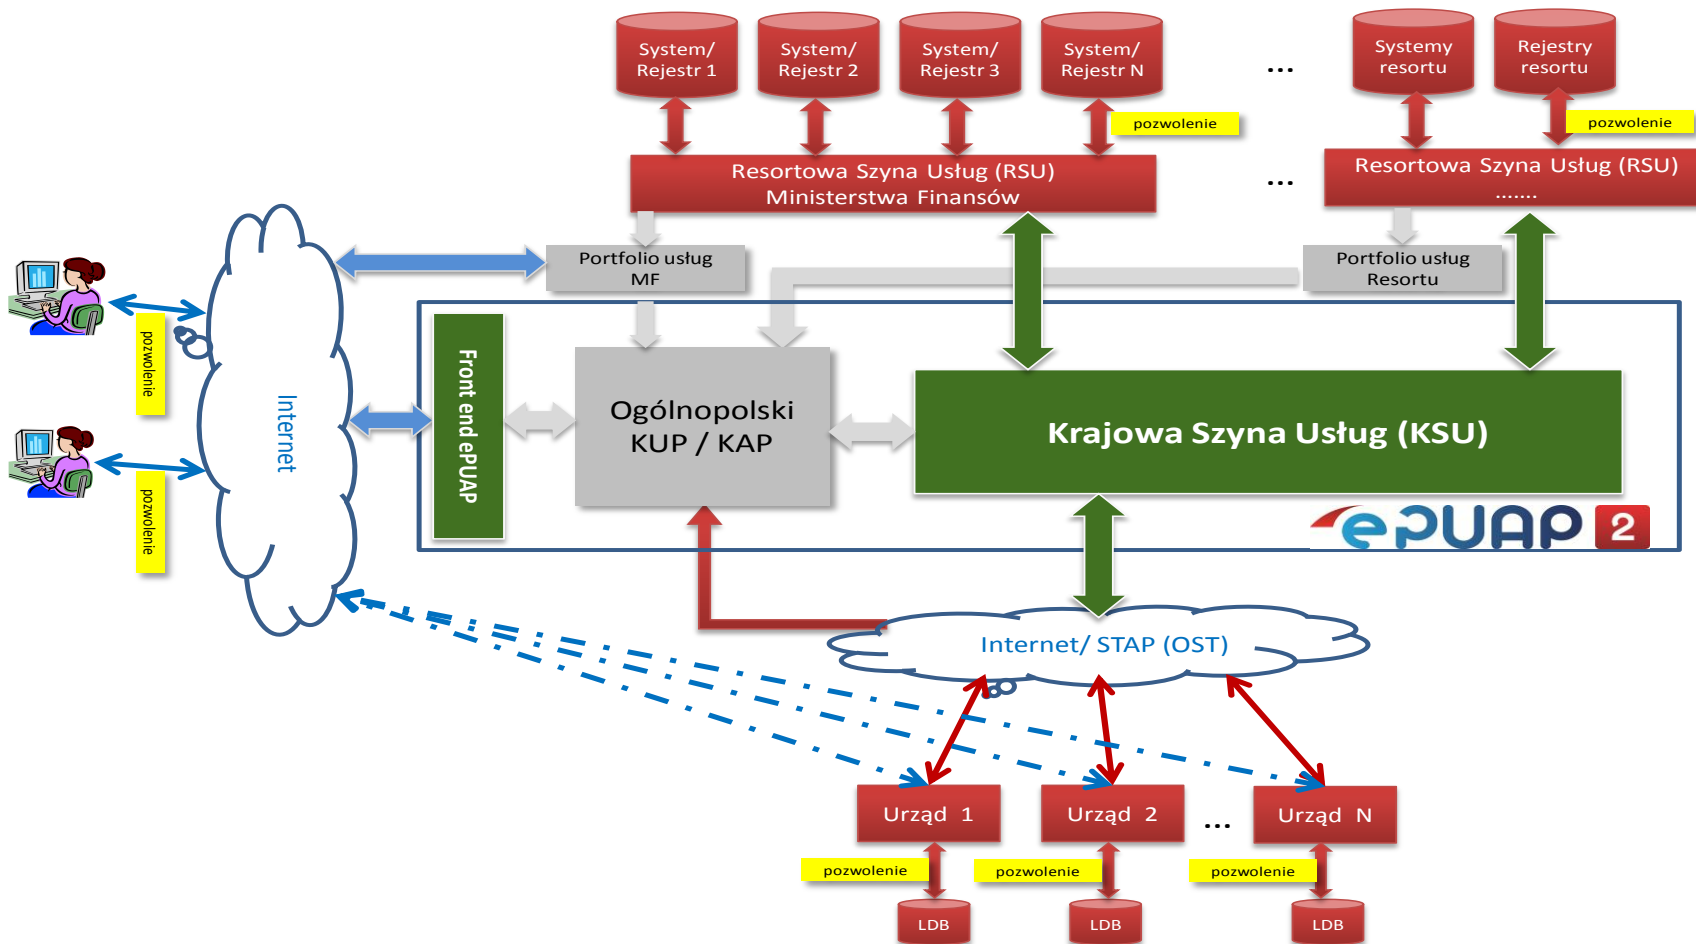 System/
Rejestr 1
System/
Rejestr 2
System/
Rejestr 3
System/
Rejestr N
...
Systemy
resortu
Rejestry
resortu
pozwolenie
pozwolenie
Resortowa Szyna Usług (RSU)
Ministerstwa Finansów
...
Resortowa Szyna Usług (RSU)
.......
Portfolio usług
MF
Portfolio usług
Resortu
pozwolenie
pozwolenie
Internet
Front end ePUAP
Ogólnopolski
KUP / KAP
Krajowa Szyna Usług (KSU)
ePUAP 2
Internet/ STAP (OST)
Urząd 1
Urząd 2
...
Urząd N
pozwolenie
pozwolenie
pozwolenie
LDB
LDB
LDB